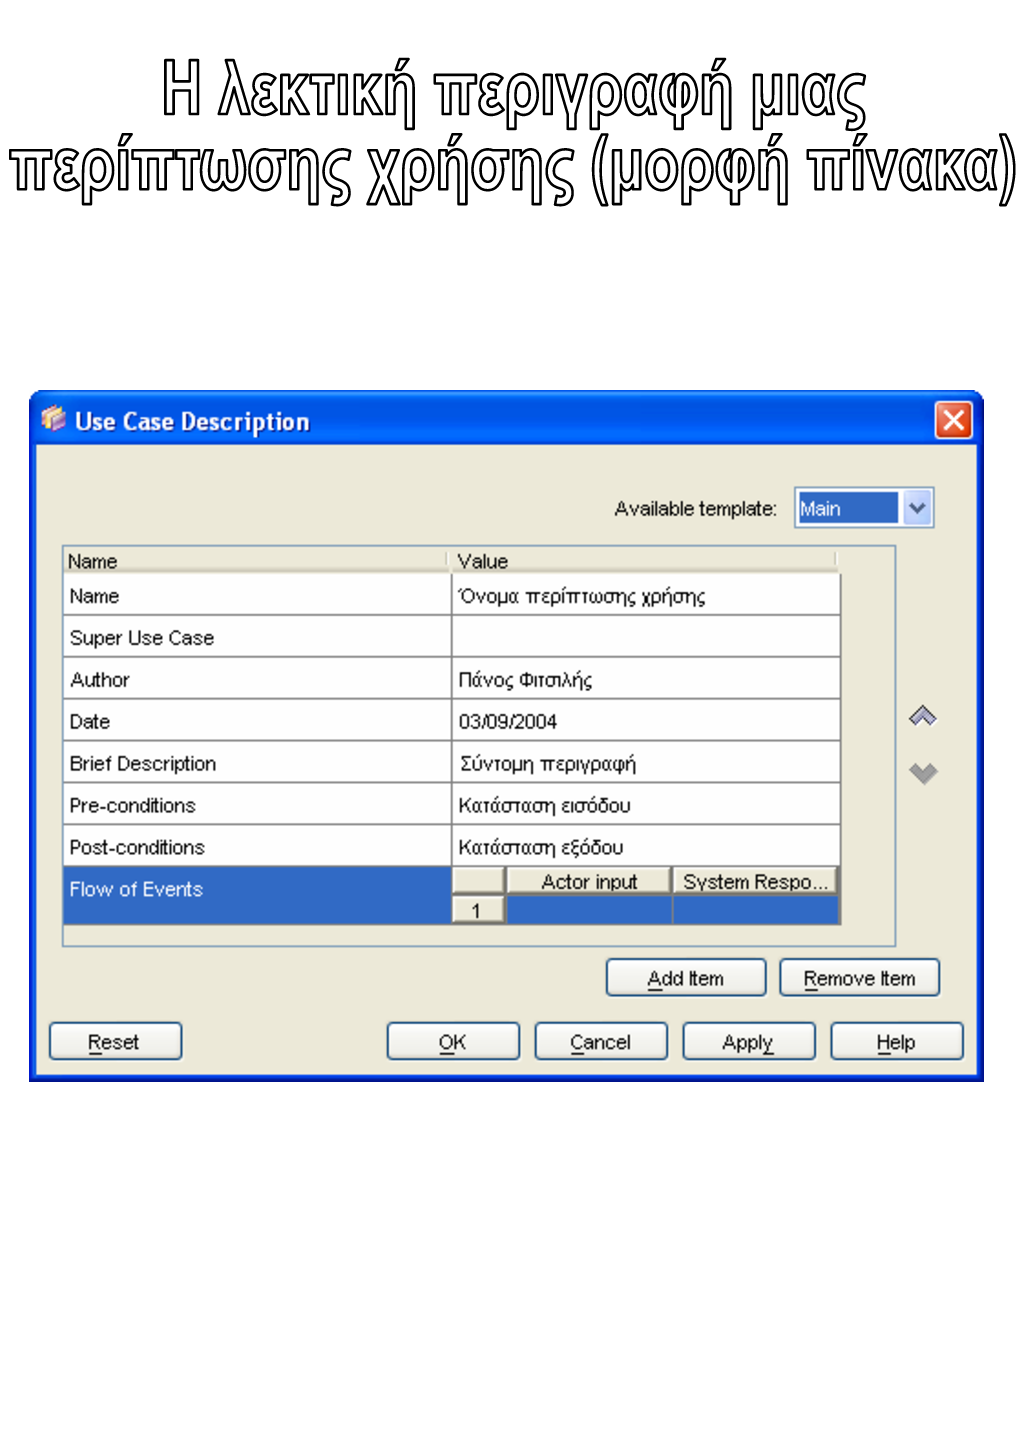 Η λεκτική περιγραφή μιας
περίπτωσης χρήσης (μορφή πίνακα)
Use Case Description
Available template: Main
Name Value
Name Όνομα περίπτωσης χρήσης
Super Use Case
Author Πάνος Φιτσιλής
Date 03/09/2004
Brief Description Σύντομη περιγραφή
Pre-conditions Κατάσταση εισόδου
Post-conditions Κατάσταση εξόδου
Flow of Events Actor input System Respo...
1
Add Item Remove Item
Reset OK Cancel Apply Help